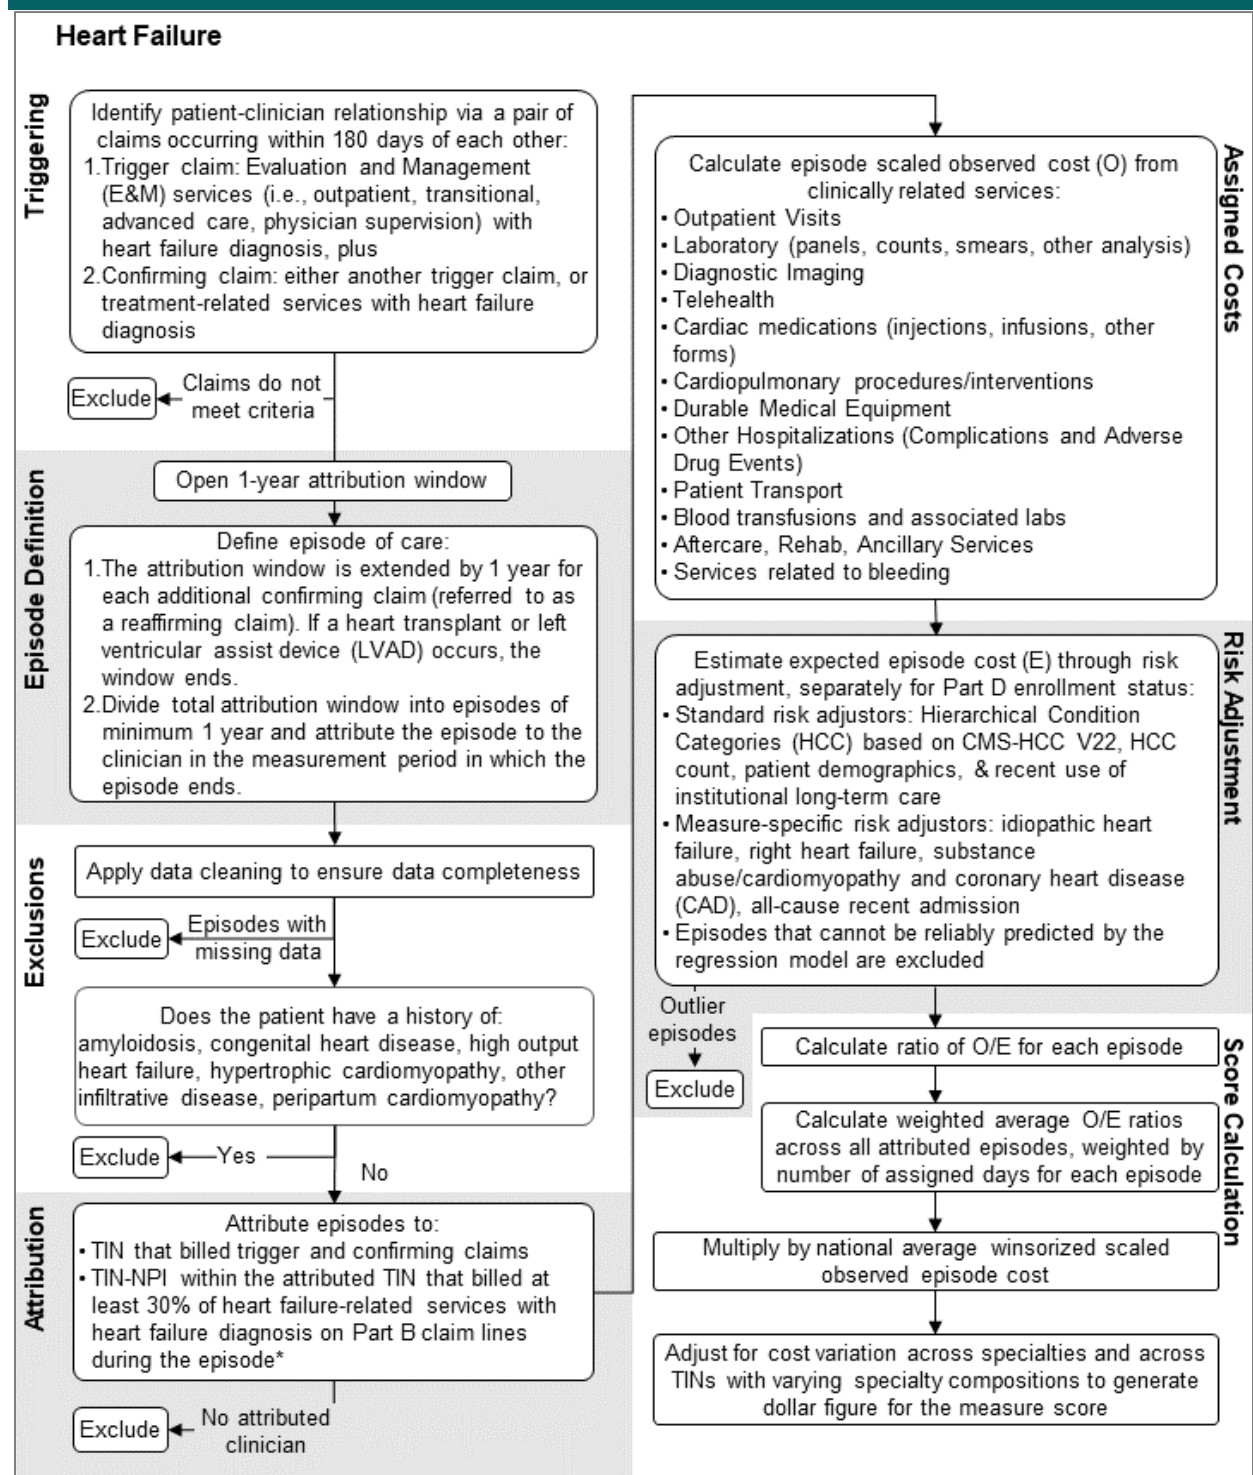 Heart Failure
Triggering
Identify patient-clinician relationship via a pair of
claims occurring within 180 days of each other:
1.Trigger claim: Evaluation and Management
(E&M) services (i.e., outpatient, transitional,
advanced care, physician supervision) with
heart failure diagnosis, plus
2.Confirming claim: either another trigger claim, or
treatment-related services with heart failure
diagnosis
Exclude
Claims do not
meet criteria
Episode Definition
Open 1-year attribution window
Define episode of care:
1.The attribution window is extended by 1 year for
each additional confirming claim (referred to as
a reaffirming claim). If a heart transplant or left
ventricular assist device (LVAD) occurs, the
window ends.
2.Divide total attribution window into episodes of
minimum 1 year and attribute the episode to the
clinician in the measurement period in which the
episode ends.
Exclusions
Apply data cleaning to ensure data completeness
Exclude
Episodes with
missing data
Does the patient have a history of:
amyloidosis, congenital heart disease, high output
heart failure, hypertrophic cardiomyopathy, other
infiltrative disease, peripartum cardiomyopathy?
Exclude
Yes
No
Attribution
Attribute episodes to:
• TIN that billed trigger and confirming claims
• TIN-NPI within the attributed TIN that billed at
least 30% of heart failure-related services with
heart failure diagnosis on Part B claim lines
during the episode*
Exclude
No attributed
clinician
Assigned Costs
Calculate episode scaled observed cost (O) from
clinically related services:
• Outpatient Visits
• Laboratory (panels, counts, smears, other analysis)
• Diagnostic Imaging
• Telehealth
• Cardiac medications (injections, infusions, other
forms)
• Cardiopulmonary procedures/interventions
• Durable Medical Equipment
• Other Hospitalizations (Complications and Adverse
Drug Events)
• Patient Transport
• Blood transfusions and associated labs
• Aftercare, Rehab, Ancillary Services
• Services related to bleeding
Risk Adjustment
Estimate expected episode cost (E) through risk
adjustment, separately for Part D enrollment status:
• Standard risk adjustors: Hierarchical Condition
Categories (HCC) based on CMS-HCC V22, HCC
count, patient demographics, & recent use of
institutional long-term care
• Measure-specific risk adjustors: idiopathic heart
failure, right heart failure, substance
abuse/cardiomyopathy and coronary heart disease
(CAD), all-cause recent admission
• Episodes that cannot be reliably predicted by the
regression model are excluded
Outlier
episodes
Exclude
Score Calculation
Calculate ratio of O/E for each episode
Calculate weighted average O/E ratios
across all attributed episodes, weighted by
number of assigned days for each episode
Multiply by national average winsorized scaled
observed episode cost
Adjust for cost variation across specialties and across
TINs with varying specialty compositions to generate
dollar figure for the measure score